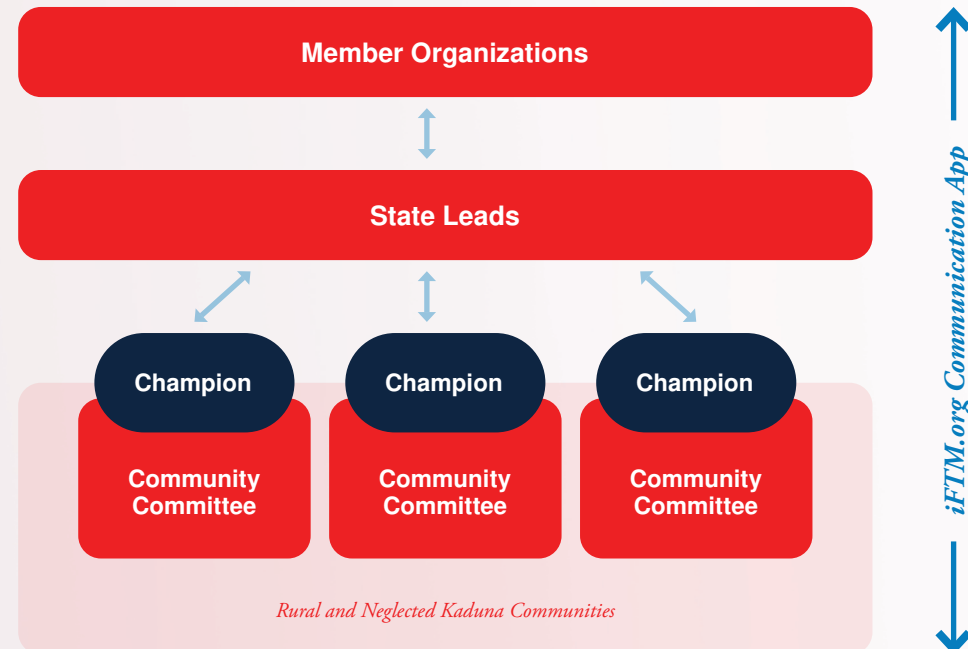 Member Organizations
State Leads
Champion
Champion
Champion
Community
Committee
Community
Committee
Community
Committee
Rural and Neglected Kaduna Communities
iFTM.org Communication App